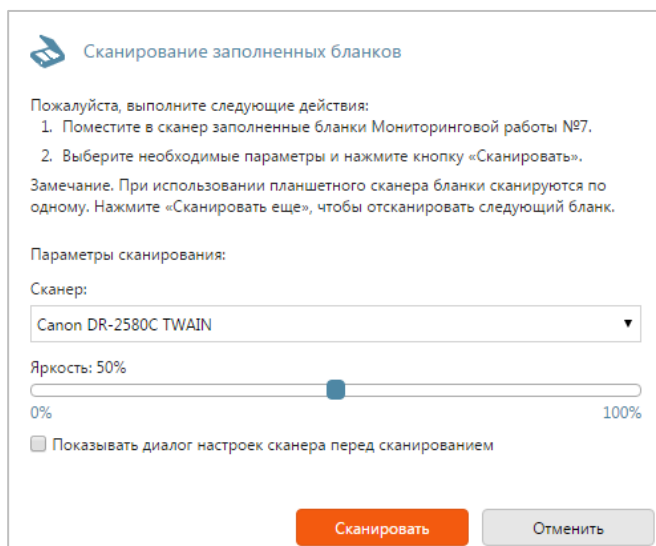 Сканирование заполненных бланков
Пожалуйста, выполните следующие действия:
1. Поместите в сканер заполненные бланки Мониторинговой работы №7.
2. Выберите необходимые параметры и нажмите кнопку «Сканировать».
Замечание. При использовании планшетного сканера бланки сканируются по
одному. Нажмите «Сканировать еще», чтобы отсканировать следующий бланк.
Параметры сканирования:
Сканер:
Canon DR-2580C TWAIN
Яркость: 50%
0% 100%
Показывать диалог настроек сканера перед сканированием
Сканировать Отменить